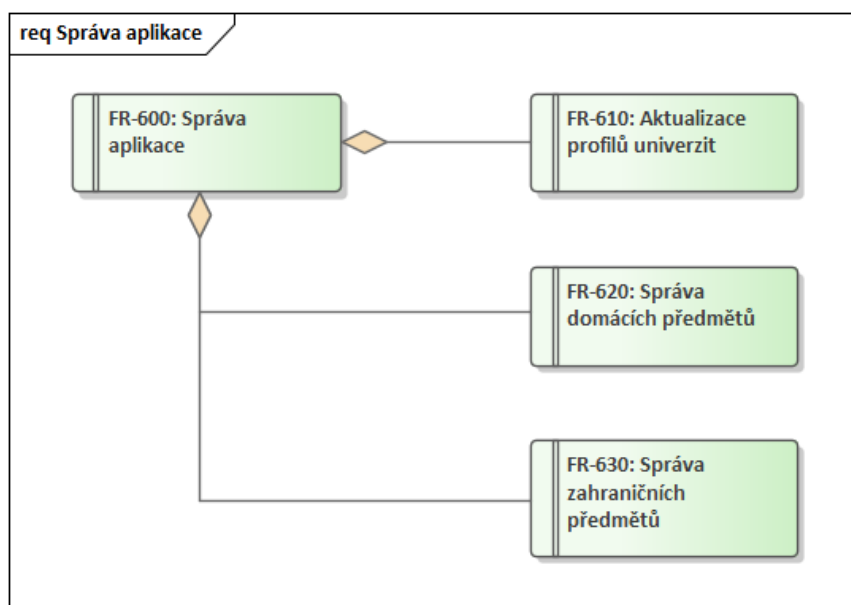 req Správa aplikace
FR-600: Správa
aplikace
FR-610: Aktualizace
profilů univerzit
FR-620: Správa
domácích předmětů
FR-630: Správa
zahraničních
předmětů